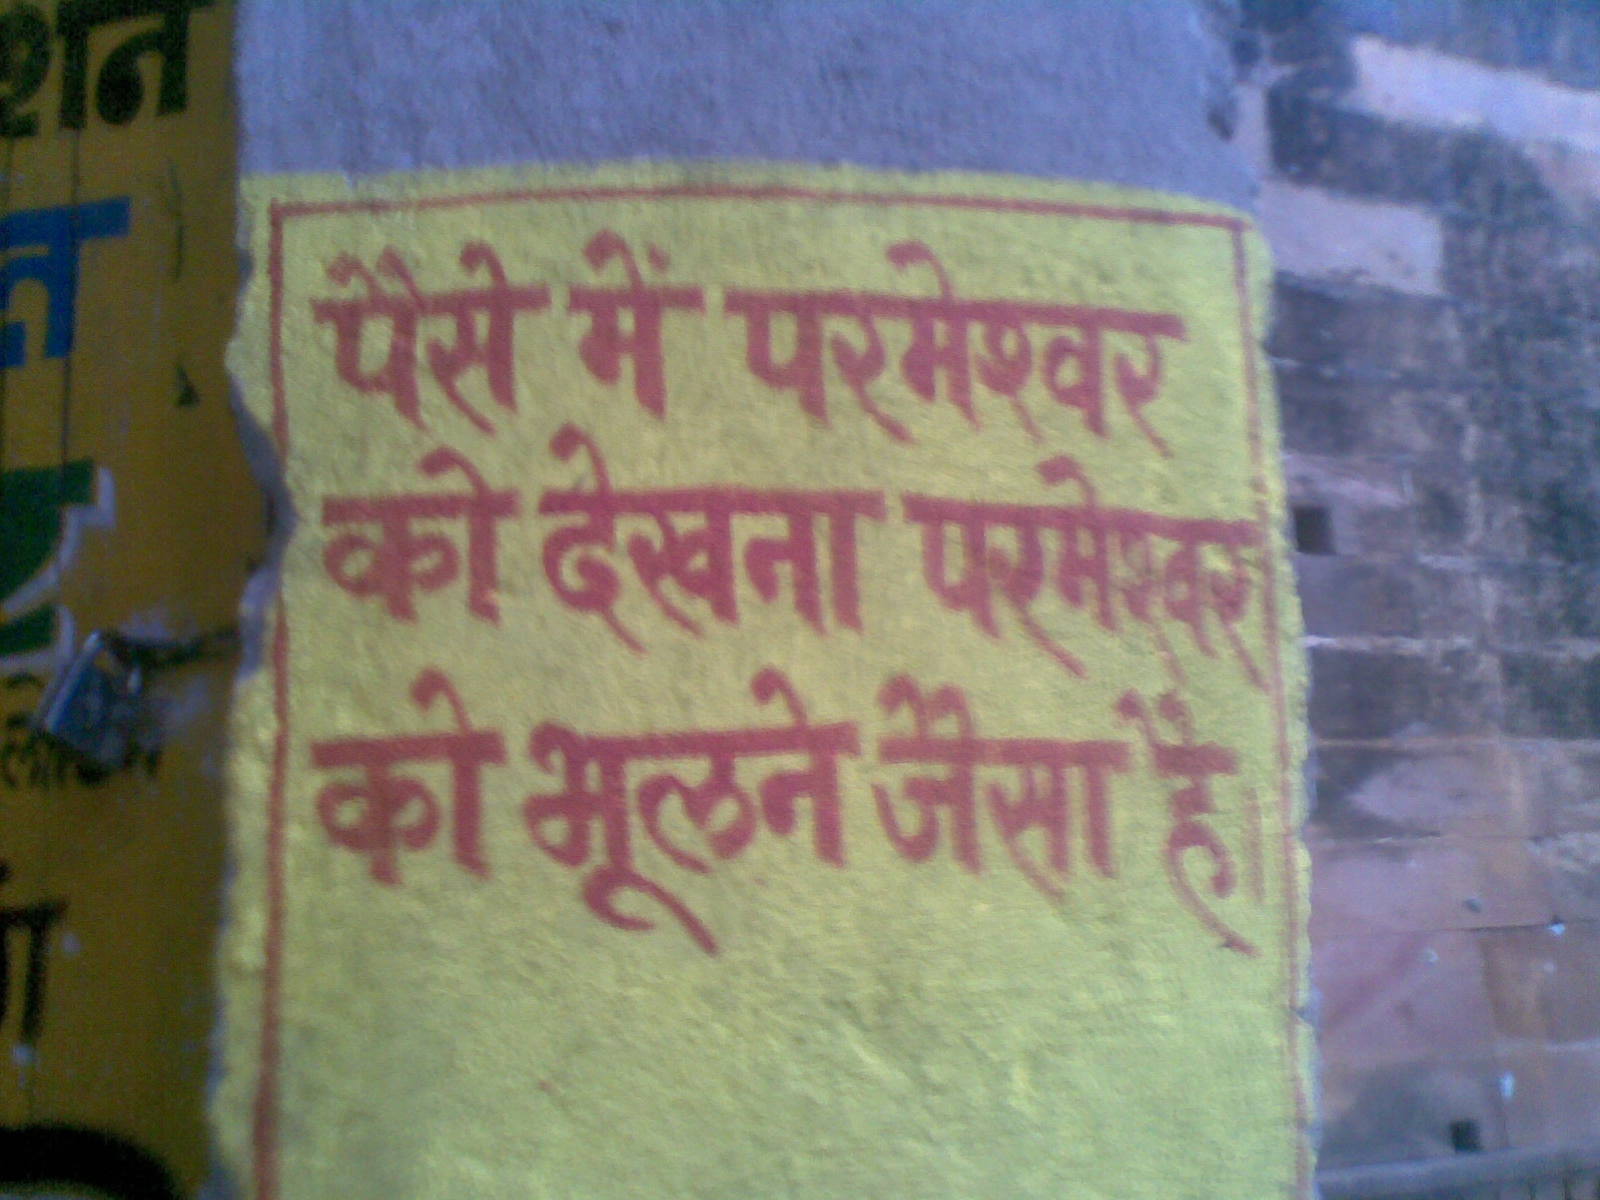 पैसे में परमेश्वर
को देखना परमेश्वर
को भूलने जैसा है।